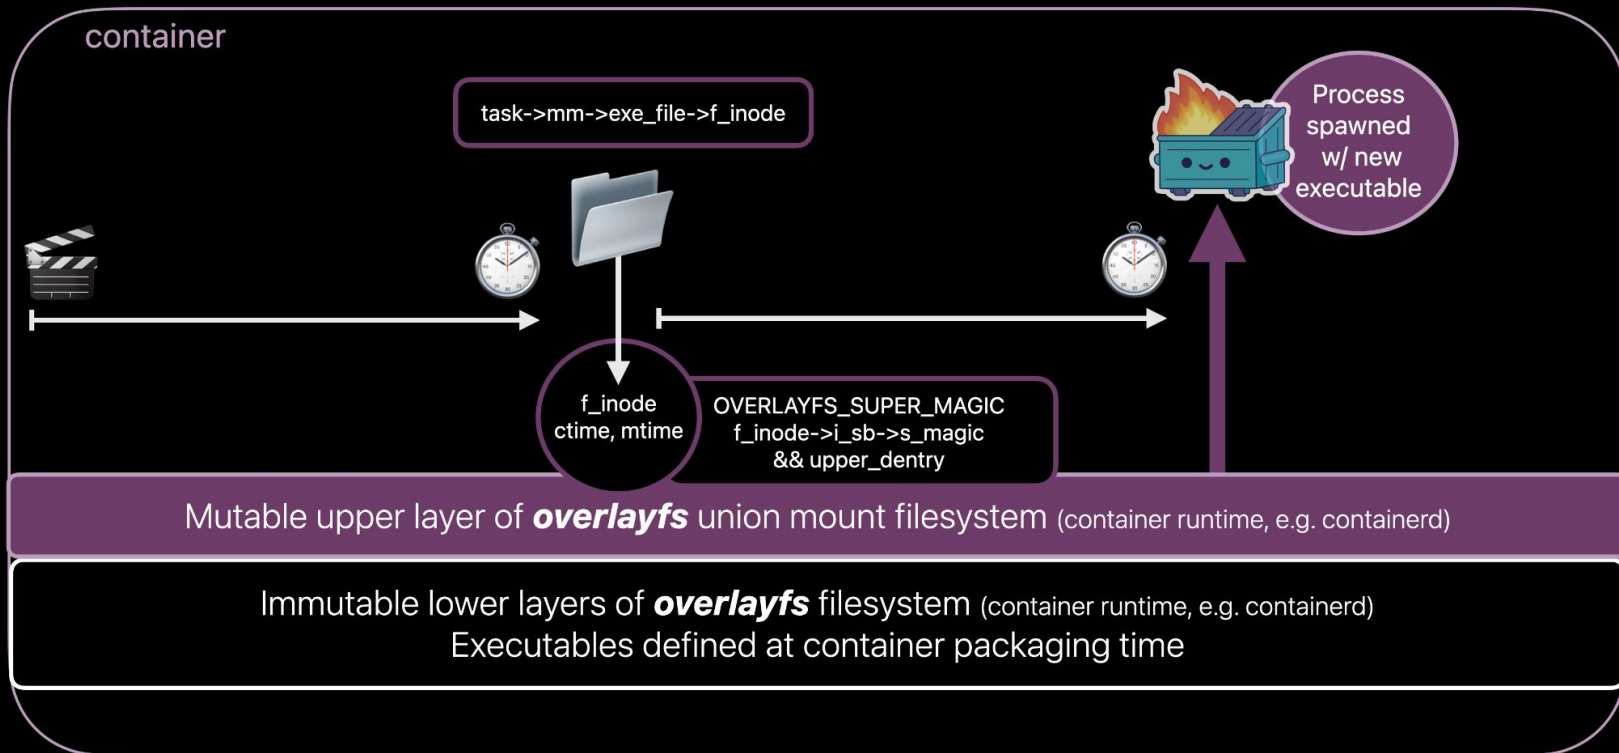 container
task->mm->exe_file->f_inode
Process
spawned
w/ new
executable
f_inode
ctime, mtime
OVERLAYFS_SUPER_MAGIC
f_inode->i_sb->s_magic
&& upper_dentry
Mutable upper layer of overlayfs union mount filesystem (container runtime, e.g. containerd)
Immutable lower layers of overlayfs filesystem (container runtime, e.g. containerd)
Executables defined at container packaging time